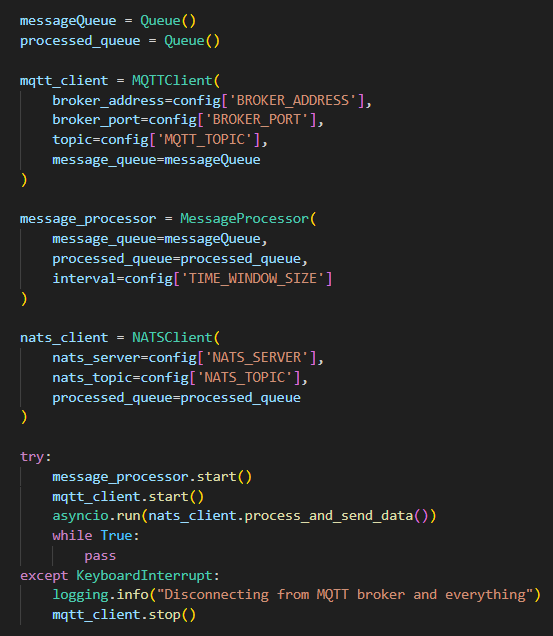 messageQueue = Queue()
processed_queue = Queue()

mqtt_client = MQTTClient(
    broker_address=config['BROKER_ADDRESS'],
    broker_port=config['BROKER_PORT'],
    topic=config['MQTT_TOPIC'],
    message_queue=messageQueue
)

message_processor = MessageProcessor(
    message_queue=messageQueue,
    processed_queue=processed_queue,
    interval=config['TIME_WINDOW_SIZE']
)

nats_client = NATSClient(
    nats_server=config['NATS_SERVER'],
    nats_topic=config['NATS_TOPIC'],
    processed_queue=processed_queue
)

try:
    message_processor.start()
    mqtt_client.start()
    asyncio.run(nats_client.process_and_send_data())
    while True:
        pass
except KeyboardInterrupt:
    logging.info("Disconnecting from MQTT broker and everything")
    mqtt_client.stop()